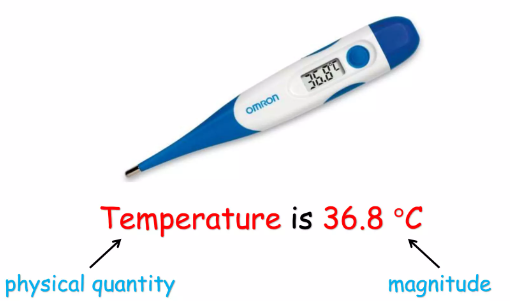 36.8°C
OMRON
Temperature is 36.8 °C
physical quantity
magnitude